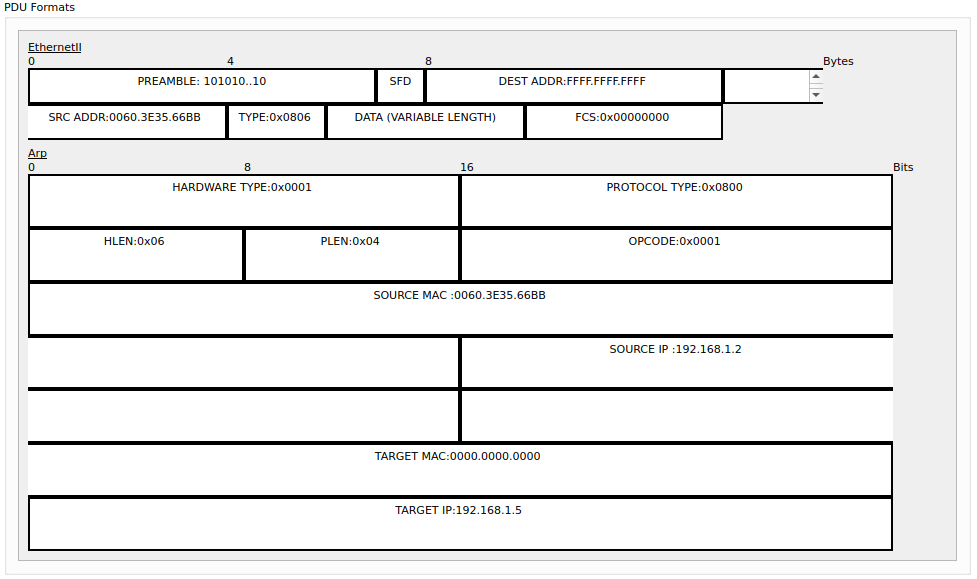 PDU Formats
EthernetII
0 4 8 Bytes
PREAMBLE: 101010..10 SFD DEST ADDR:FFFF.FFFF.FFFF
SRC ADDR:0060.3E35.66BB TYPE:0x0806 DATA (VARIABLE LENGTH) FCS:0x00000000
Arp
0 8 16 Bits
HARDWARE TYPE:0x0001 PROTOCOL TYPE:0x0800
HLEN:0x06 PLEN:0x04 OPCODE:0x0001
SOURCE MAC :0060.3E35.66BB
SOURCE IP :192.168.1.2
TARGET MAC:0000.0000.0000
TARGET IP:192.168.1.5